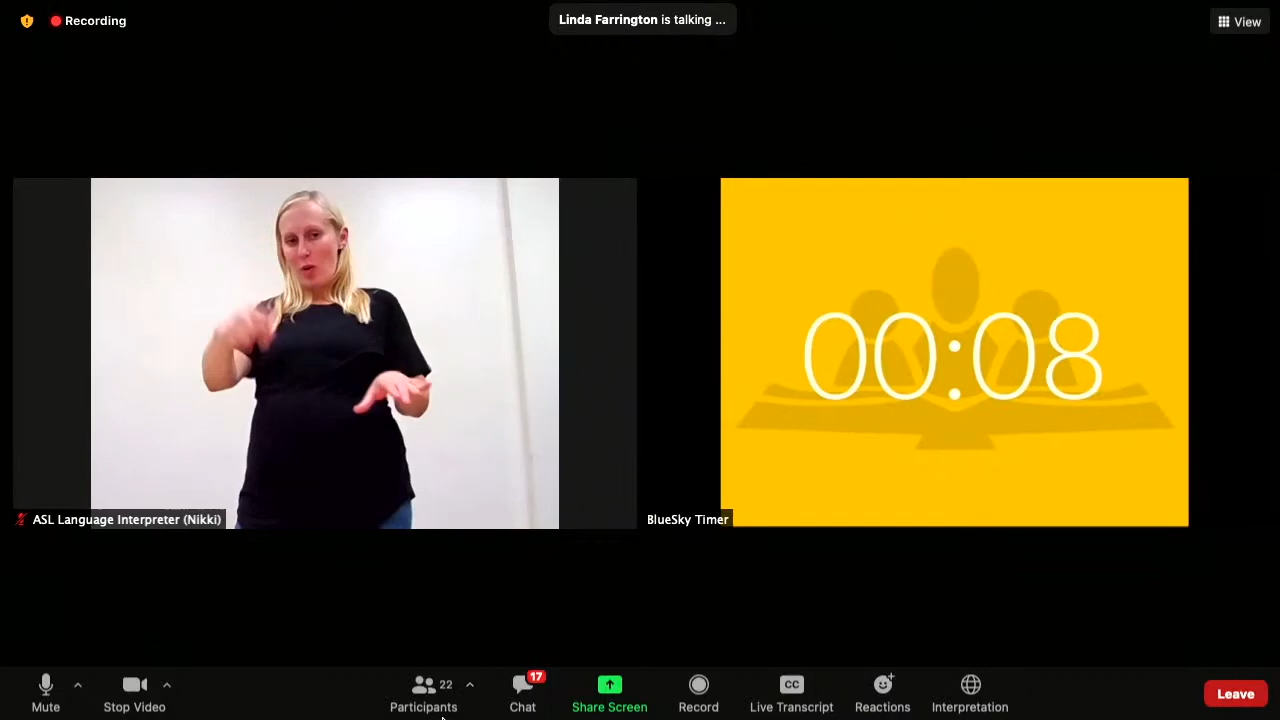 Recording
Linda Farrington is talking ...
View
00:08
ASL Language Interpreter (Nikki)
BlueSky Timer
Mute
Stop Video
22
Participants
17
Chat
Share Screen
Record
CC
Live Transcript
Reactions
Interpretation
Leave